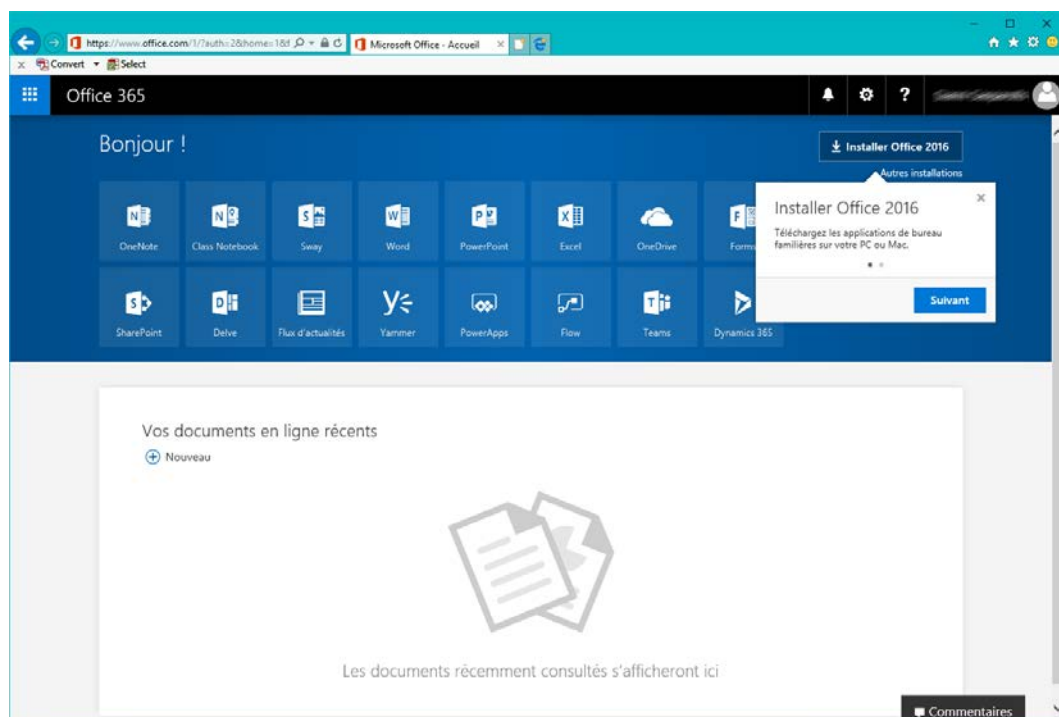 https://www.office.com/1/?auth=2&home=1&d
Microsoft Office - Accueil
x Convert Select
Office 365
?
Bonjour !
Installer Office 2016
Autres installations
Installer Office 2016
Téléchargez les applications de bureau
familières sur votre PC ou Mac.
Suivant
OneNote Class Notebook Sway Word PowerPoint Excel OneDrive
SharePoint Delve Flux d'actualités Yammer PowerApps Flow Teams Dynamics 365
Vos documents en ligne récents
Nouveau
Les documents récemment consultés s'afficheront ici
Commentaires